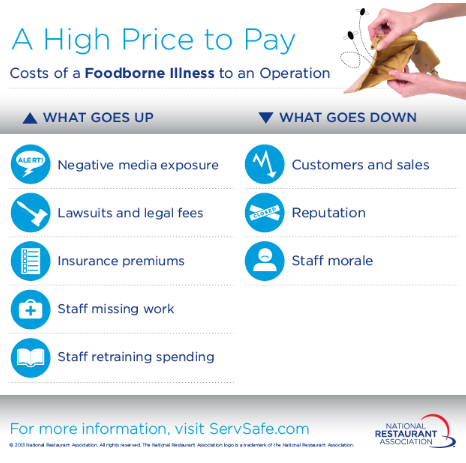 A High Price to Pay
Costs of a Foodborne Illness to an Operation
▲ WHAT GOES UP
▼ WHAT GOES DOWN
ALERT!
Negative media exposure
Lawsuits and legal fees
Insurance premiums
Staff missing work
Staff retraining spending
Customers and sales
CLOSED
Reputation
Staff morale
For more information, visit ServSafe.com
NATIONAL
RESTAURANT
ASSOCIATION
© 2013 National Restaurant Association. All rights reserved. The National Restaurant Association logo is a trademark of the National Restaurant Association.